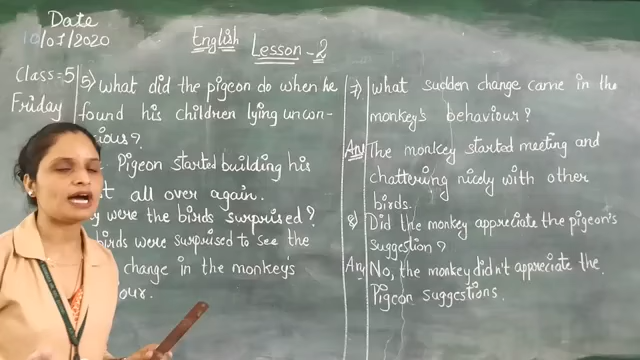 Date
10/07/2020
English Lesson-2
Class=5
Friday
5) What did the pigeon do when he
found his children lying uncon-
cious?
Pigeon started building his
all over again.
were the birds surprised?
birds were surprised to see the
change in the monkey's
our.
7) What sudden change came in the
monkey's behaviour?
Ans The monkey started meeting and
chattering nicely with other
birds.
8) Did the monkey appreciate the pigeon's
suggestion?
Ans No, the monkey didn't appreciate the
Pigeon suggestions.